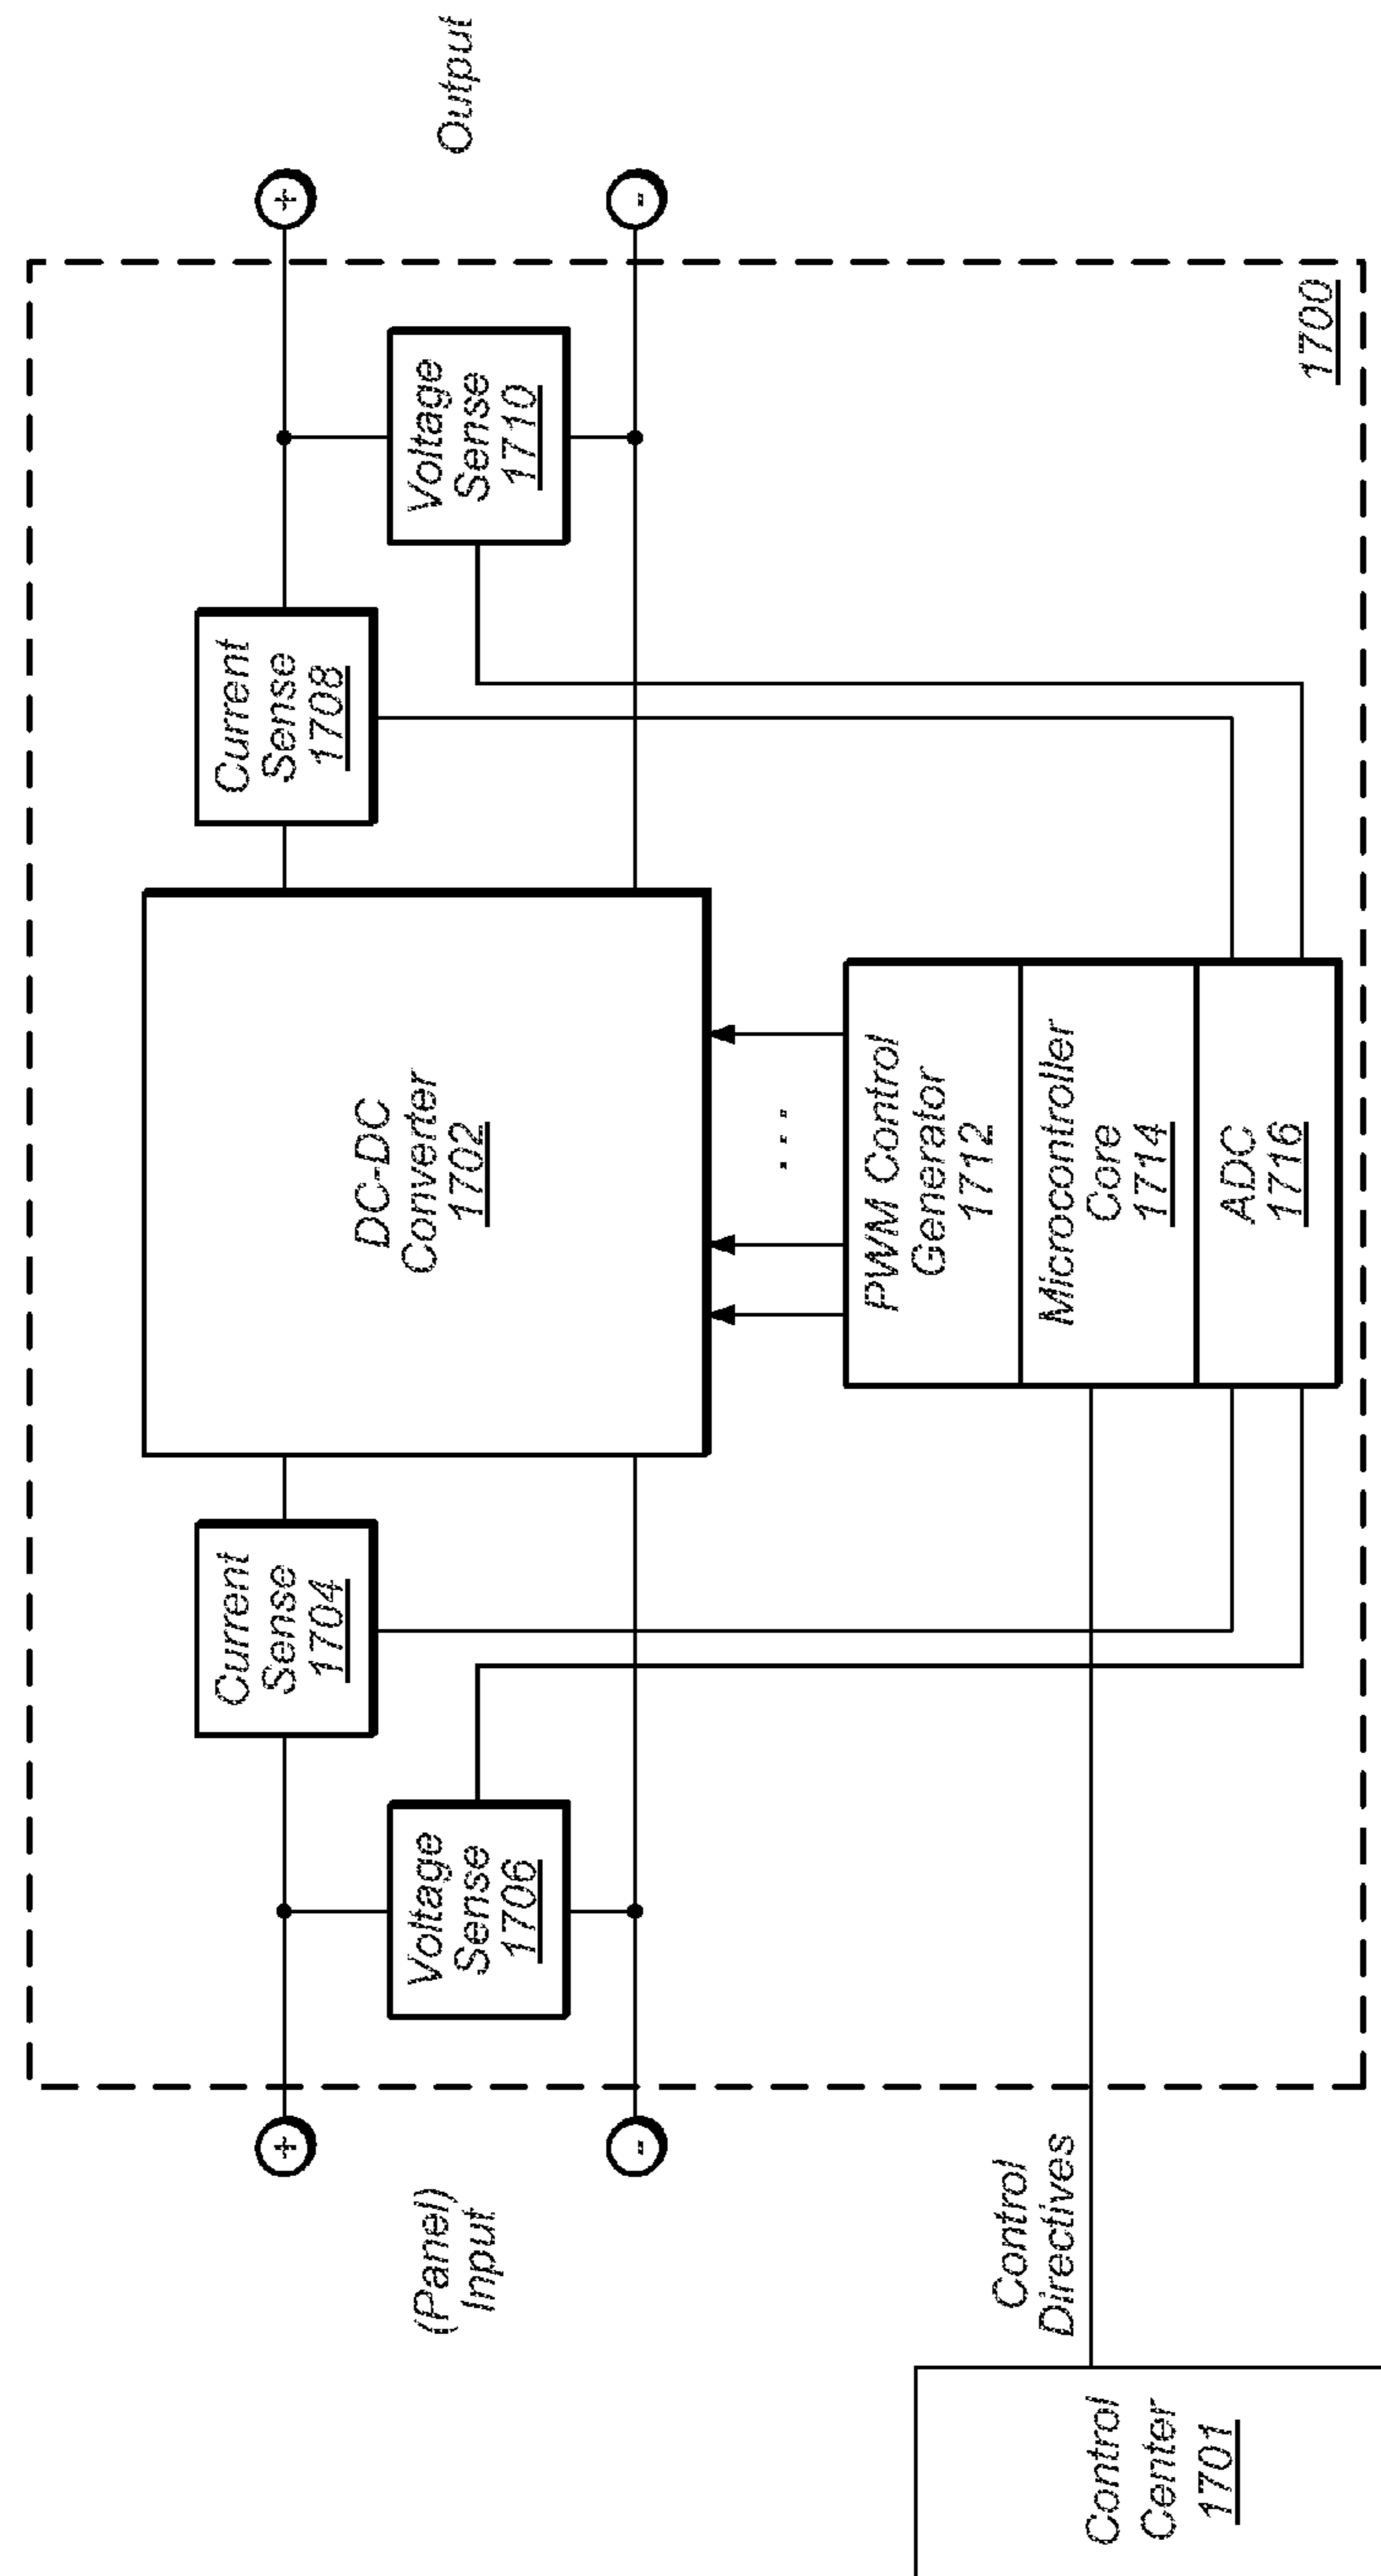 (Panel)
Input
+
-
Voltage
Sense
1706
Current
Sense
1704
DC-DC
Converter
1702
Current
Sense
1708
Voltage
Sense
1710
+
-
Output
. . .
PWM Control
Generator
1712
Microcontroller
Core
1714
ADC
1716
Control
Directives
Control
Center
1701
1700